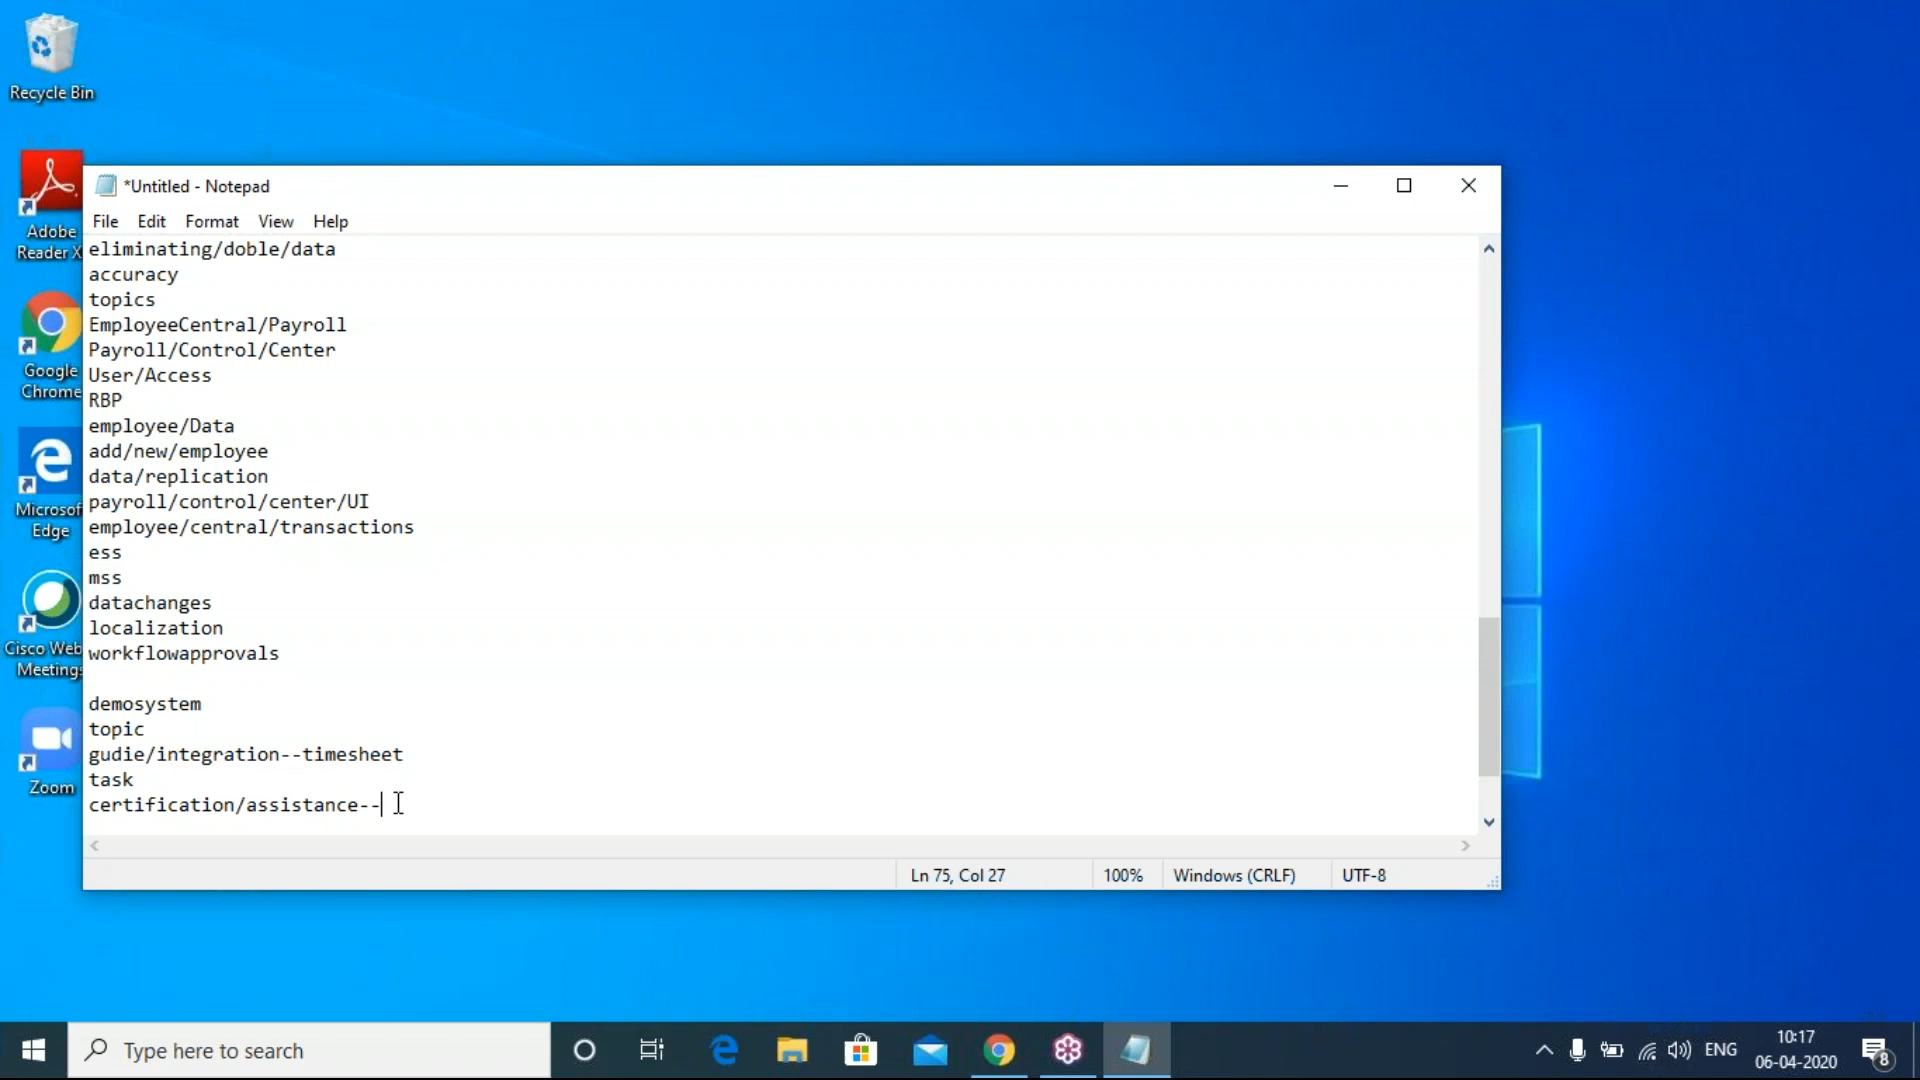 Recycle Bin
Adobe
Reader X
Google
Chrome
Microsof
Edge
Cisco Web
Meetings
Zoom
*Untitled - Notepad
File Edit Format View Help
eliminating/doble/data
accuracy
topics
EmployeeCentral/Payroll
Payroll/Control/Center
User/Access
RBP
employee/Data
add/new/employee
data/replication
payroll/control/center/UI
employee/central/transactions
ess
mss
datachanges
localization
workflowapprovals
demosystem
topic
gudie/integration--timesheet
task
certification/assistance--
Ln 75, Col 27 100% Windows (CRLF) UTF-8
Type here to search
ENG
10:17
06-04-2020
8